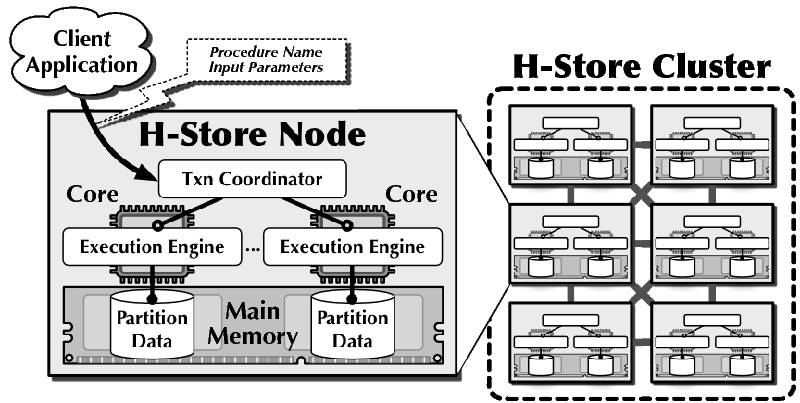 Client
Application
Procedure Name
Input Parameters
H-Store Cluster
H-Store Node
Txn Coordinator
Core
Core
Execution Engine
...
Execution Engine
Partition
Data
Main
Memory
Partition
Data